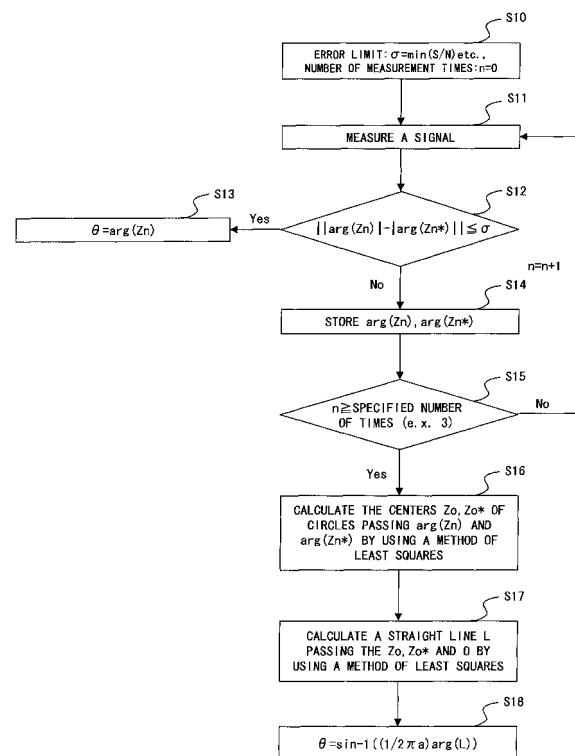 S10
ERROR LIMIT: σ=min(S/N)etc.,
NUMBER OF MEASUREMENT TIMES:n=0
S11
MEASURE A SIGNAL
S12
||arg(Zn)|-|arg(Zn*)||≦σ
Yes
S13
θ=arg(Zn)
No
n=n+1
S14
STORE arg(Zn),arg(Zn*)
S15
n≧SPECIFIED NUMBER
OF TIMES (e.x. 3)
No
Yes
S16
CALCULATE THE CENTERS Zo,Zo* OF
CIRCLES PASSING arg(Zn) AND
arg(Zn*) BY USING A METHOD OF
LEAST SQUARES
S17
CALCULATE A STRAIGHT LINE L
PASSING THE Zo,Zo* AND O BY
USING A METHOD OF LEAST SQUARES
S18
θ=sin-1((1/2πa)arg(L))